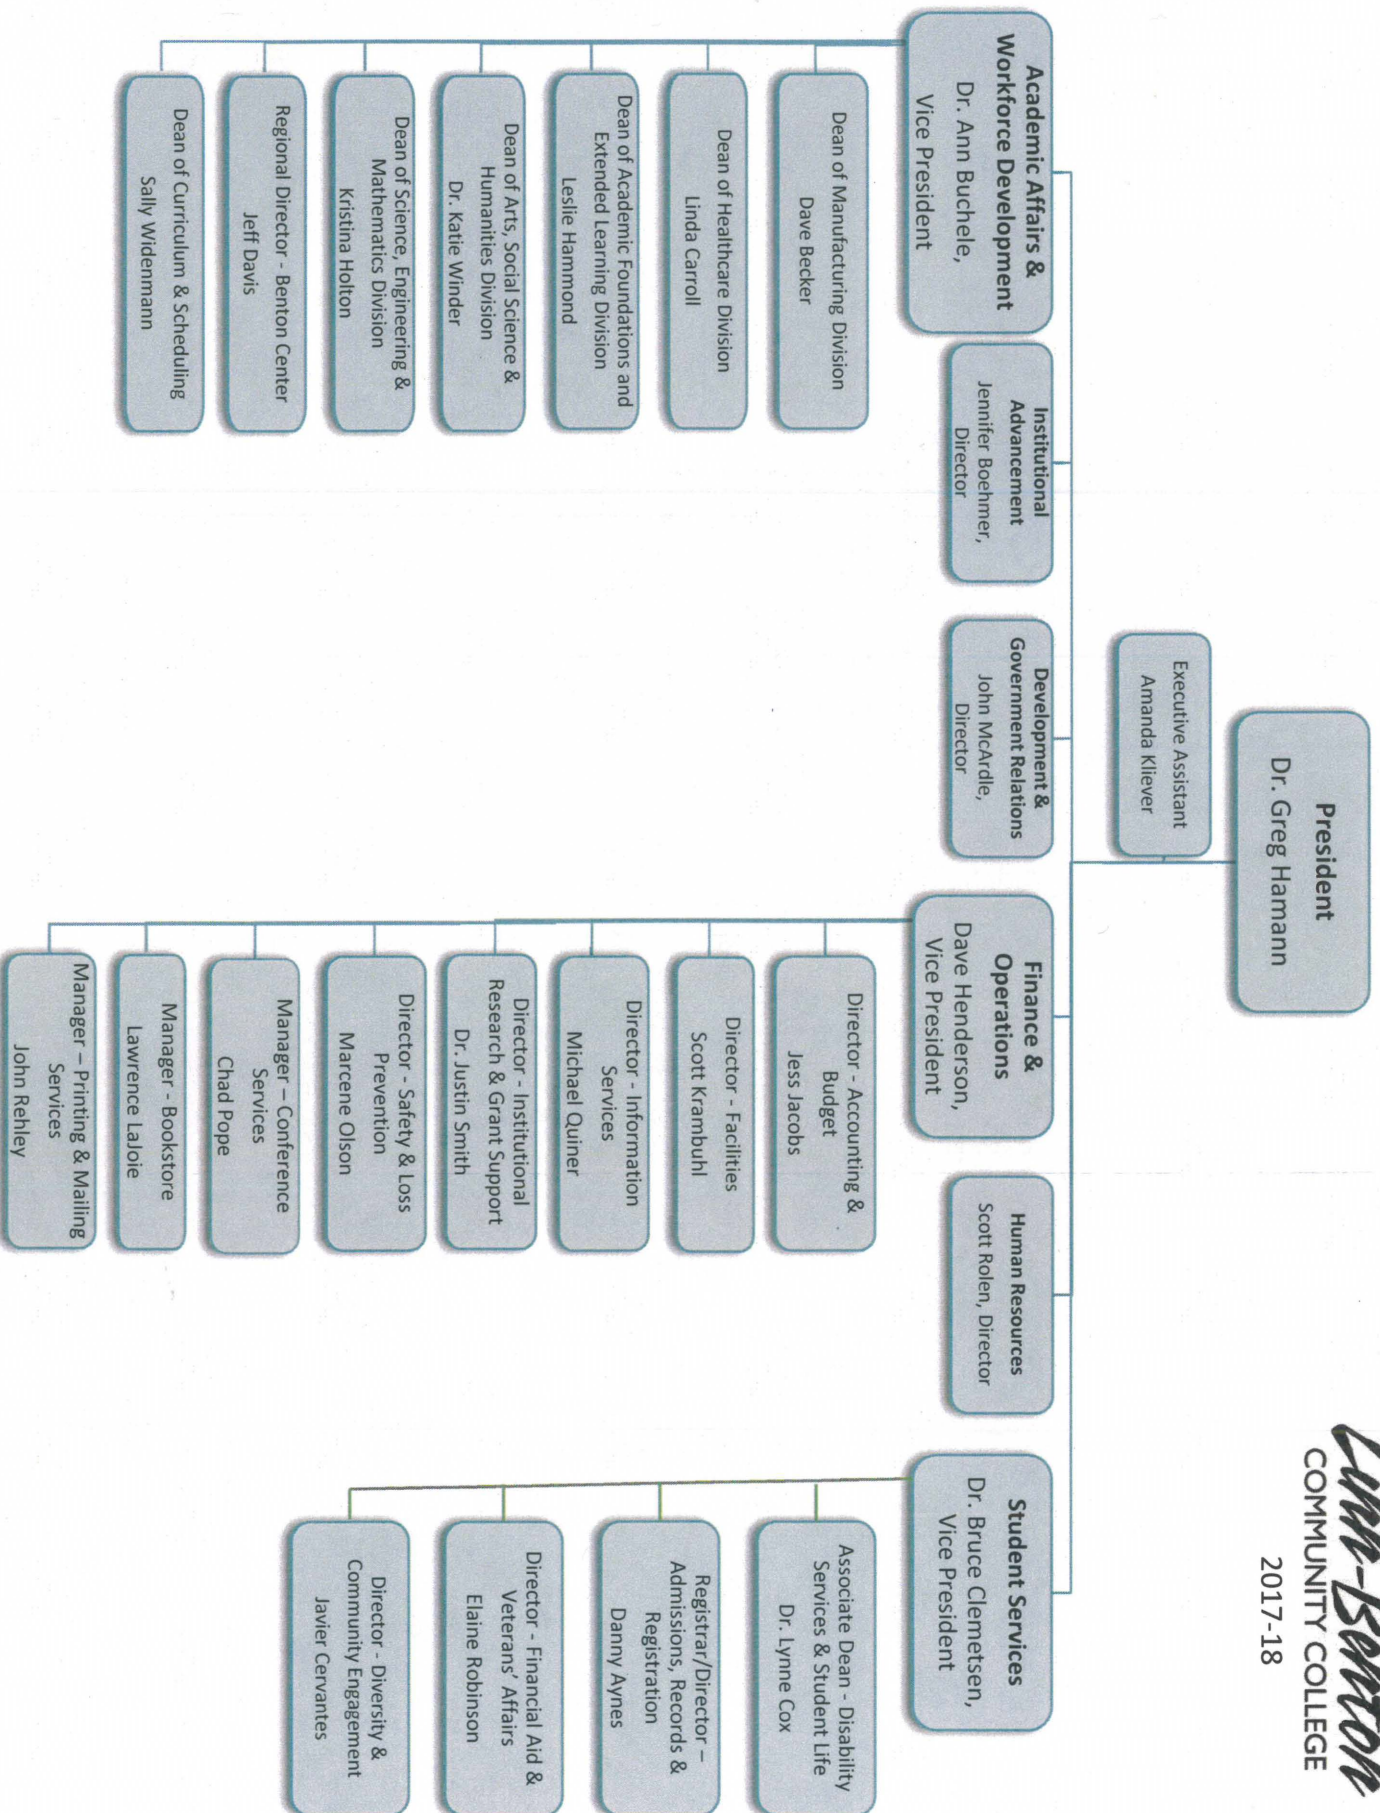 Linn-Benton
COMMUNITY COLLEGE
2017-18
President
Dr. Greg Hamann
Executive Assistant
Amanda Kliever
Academic Affairs &
Workforce Development
Dr. Ann Buchele,
Vice President
Institutional
Advancement
Jennifer Boehmer,
Director
Development &
Government Relations
John McArdle,
Director
Finance &
Operations
Dave Henderson,
Vice President
Human Resources
Scott Rolen, Director
Student Services
Dr. Bruce Clemetsen,
Vice President
Dean of Manufacturing Division
Dave Becker
Dean of Healthcare Division
Linda Carroll
Dean of Academic Foundations and
Extended Learning Division
Leslie Hammond
Dean of Arts, Social Science &
Humanities Division
Dr. Katie Winder
Dean of Science, Engineering &
Mathematics Division
Kristina Holton
Regional Director - Benton Center
Jeff Davis
Dean of Curriculum & Scheduling
Sally Widenmann
Director - Accounting &
Budget
Jess Jacobs
Director - Facilities
Scott Krambuhl
Director - Information
Services
Michael Quiner
Director - Institutional
Research & Grant Support
Dr. Justin Smith
Director - Safety & Loss
Prevention
Marcene Olson
Manager – Conference
Services
Chad Pope
Manager - Bookstore
Lawrence LaJoie
Manager – Printing & Mailing
Services
John Rehley
Associate Dean - Disability
Services & Student Life
Dr. Lynne Cox
Registrar/Director –
Admissions, Records &
Registration
Danny Aynes
Director - Financial Aid &
Veterans' Affairs
Elaine Robinson
Director - Diversity &
Community Engagement
Javier Cervantes